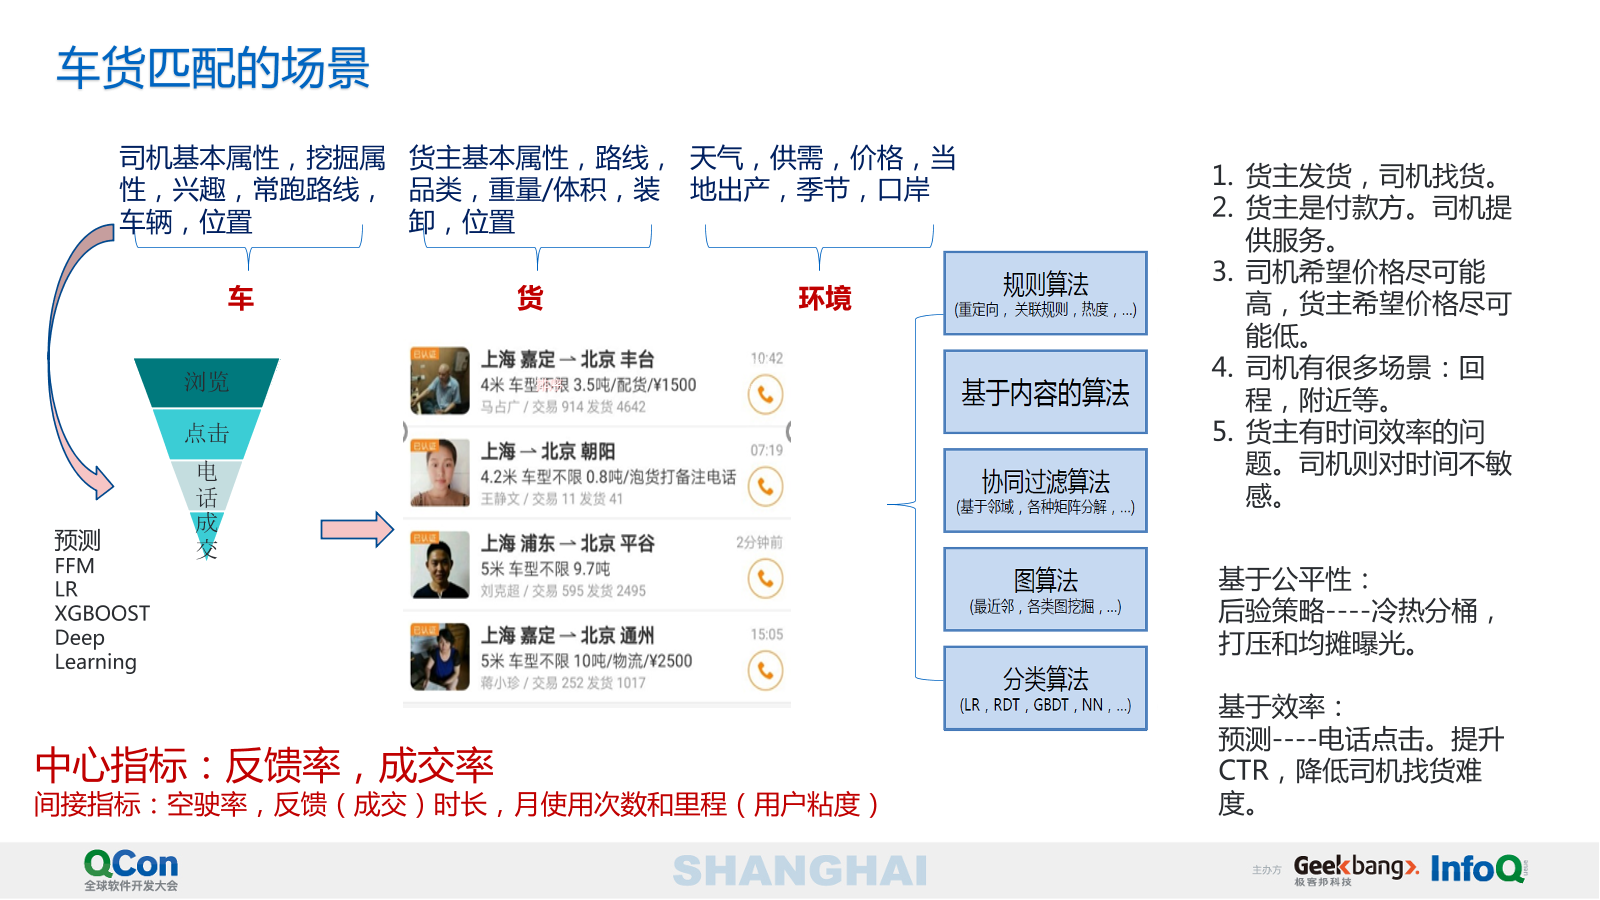 车货匹配的场景
司机基本属性，挖掘属
性，兴趣，常跑路线，
车辆，位置
货主基本属性，路线，
品类，重量/体积，装
卸，位置
天气，供需，价格，当
地出产，季节，口岸
车
货
环境
浏览
点击
电
话
成
交
预测
FFM
LR
XGBOOST
Deep
Learning
已认证
上海 嘉定 → 北京 丰台
10:42
4米 车型不限 3.5吨/配货/¥1500
马占广 / 交易 914 发货 4642
已认证
上海 → 北京 朝阳
07:19
4.2米 车型不限 0.8吨/泡货打备注电话
王静文 / 交易 11 发货 41
已认证
上海 浦东 → 北京 平谷
2分钟前
5米 车型不限 9.7吨
刘克超 / 交易 595 发货 2495
已认证
上海 嘉定 → 北京 通州
15:05
5米 车型不限 10吨/物流/¥2500
蒋小珍 / 交易 252 发货 1017
规则算法
(重定向，关联规则，热度，...)
基于内容的算法
协同过滤算法
(基于邻域，各种矩阵分解，...)
图算法
(最近邻，各类图挖掘，...)
分类算法
(LR，RDT，GBDT，NN，...)
1. 货主发货，司机找货。
2. 货主是付款方。司机提
供服务。
3. 司机希望价格尽可能
高，货主希望价格尽可
能低。
4. 司机有很多场景：回
程，附近等。
5. 货主有时间效率的问
题。司机则对时间不敏
感。
基于公平性：
后验策略----冷热分桶，
打压和均摊曝光。
基于效率：
预测----电话点击。提升
CTR，降低司机找货难
度。
中心指标：反馈率，成交率
间接指标：空驶率，反馈（成交）时长，月使用次数和里程（用户粘度）
QCon
全球软件开发大会
SHANGHAI
主办方
Geekbang>.
极客邦科技
InfoQ